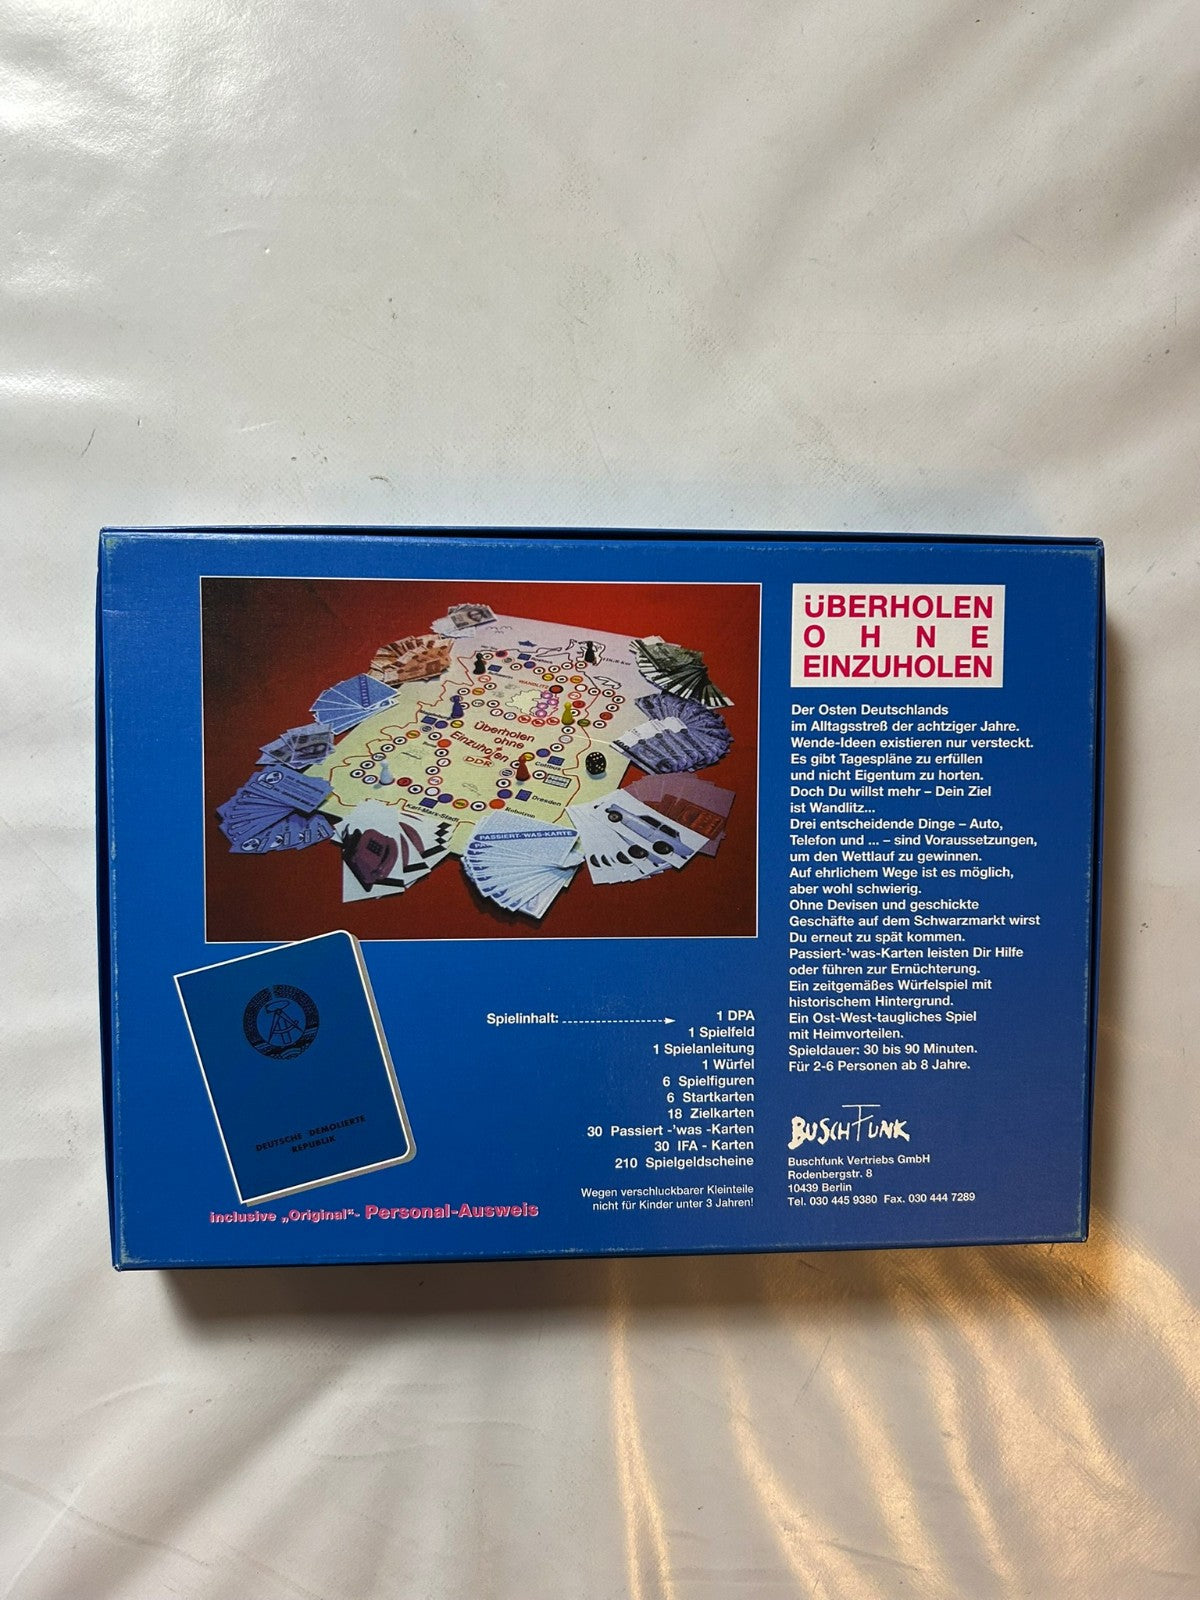 ÜBERHOLEN
OHNE
EINZUHOLEN
Der Osten Deutschlands
im Alltagsstreß der achtziger Jahre.
Wende-Ideen existieren nur versteckt.
Es gibt Tagespläne zu erfüllen
und nicht Eigentum zu horten.
Doch Du willst mehr – Dein Ziel
ist Wandlitz...
Drei entscheidende Dinge – Auto,
Telefon und ... – sind Voraussetzungen,
um den Wettlauf zu gewinnen.
Auf ehrlichem Wege ist es möglich,
aber wohl schwierig.
Ohne Devisen und geschickte
Geschäfte auf dem Schwarzmarkt wirst
Du erneut zu spät kommen.
Passiert-'was-Karten leisten Dir Hilfe
oder führen zur Ernüchterung.
Ein zeitgemäßes Würfelspiel mit
historischem Hintergrund.
Ein Ost-West-taugliches Spiel
mit Heimvorteilen.
Spieldauer: 30 bis 90 Minuten.
Für 2-6 Personen ab 8 Jahre.
BUSCHFUNK
Buschfunk Vertriebs GmbH
Rodenbergstr. 8
10439 Berlin
Tel. 030 445 9380 Fax. 030 444 7289
WANDLITZ
Überholen
ohne
Einzuholen
DDR
Cottbus
Dresden
Robotron
Karl-Marx-Stadt
PASSIERT-'WAS-KARTE
Spielinhalt: 1 DPA
1 Spielfeld
1 Spielanleitung
1 Würfel
6 Spielfiguren
6 Startkarten
18 Zielkarten
30 Passiert -'was -Karten
30 IFA - Karten
210 Spielgeldscheine
Wegen verschluckbarer Kleinteile
nicht für Kinder unter 3 Jahren!
DEUTSCHE DEMOLIERTE
REPUBLIK
inclusive „Original“- Personal-Ausweis